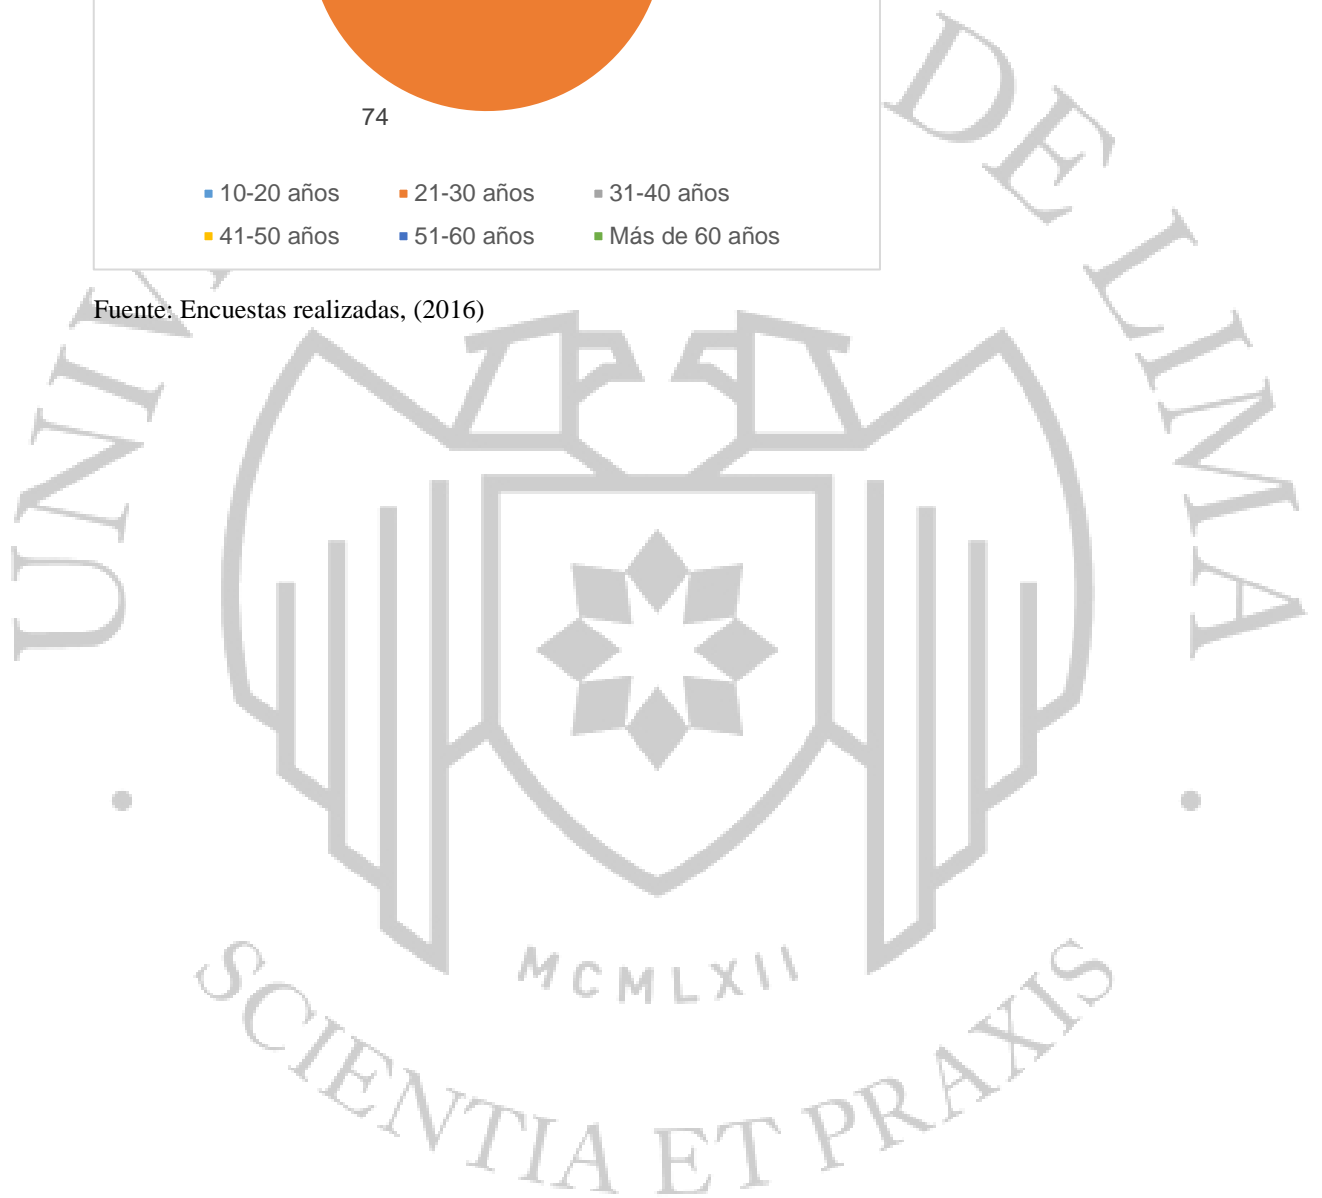 74
10-20 años 21-30 años 31-40 años
41-50 años 51-60 años Más de 60 años
Fuente: Encuestas realizadas, (2016)
UNIV
DE LIMA
MCMLXII
SCIENTIA ET PRAXIS